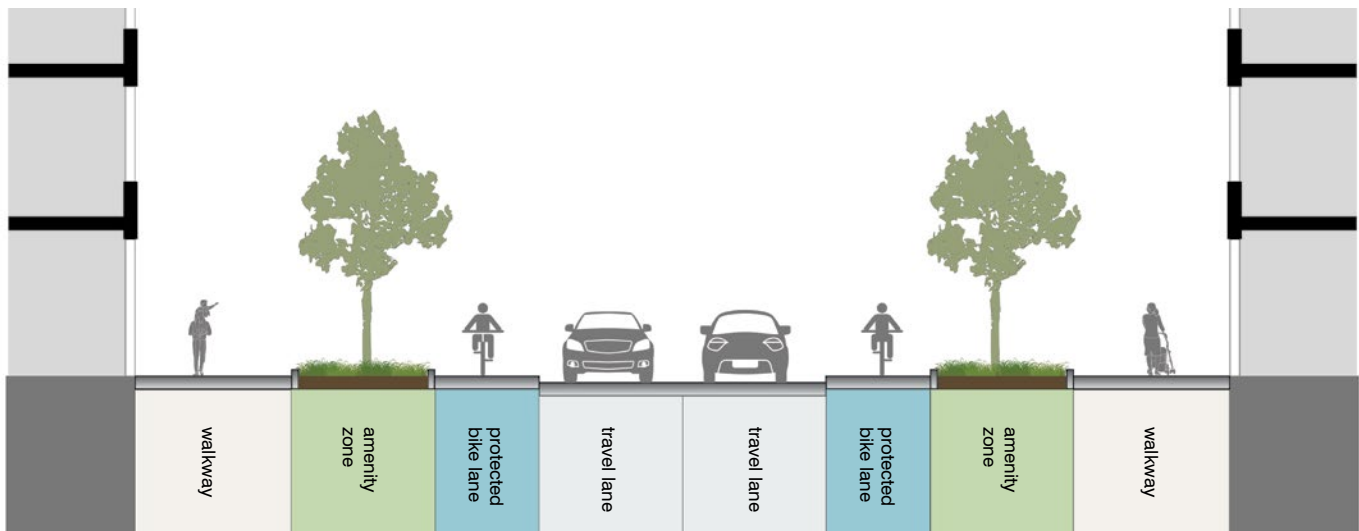 walkway
amenity
zone
protected
bike lane
travel lane
travel lane
protected
bike lane
amenity
zone
walkway